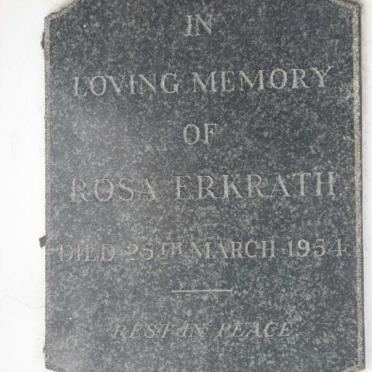 IN
LOVING MEMORY
OF
ROSA ERKRATH
DIED 25TH MARCH 1954
REST IN PEACE